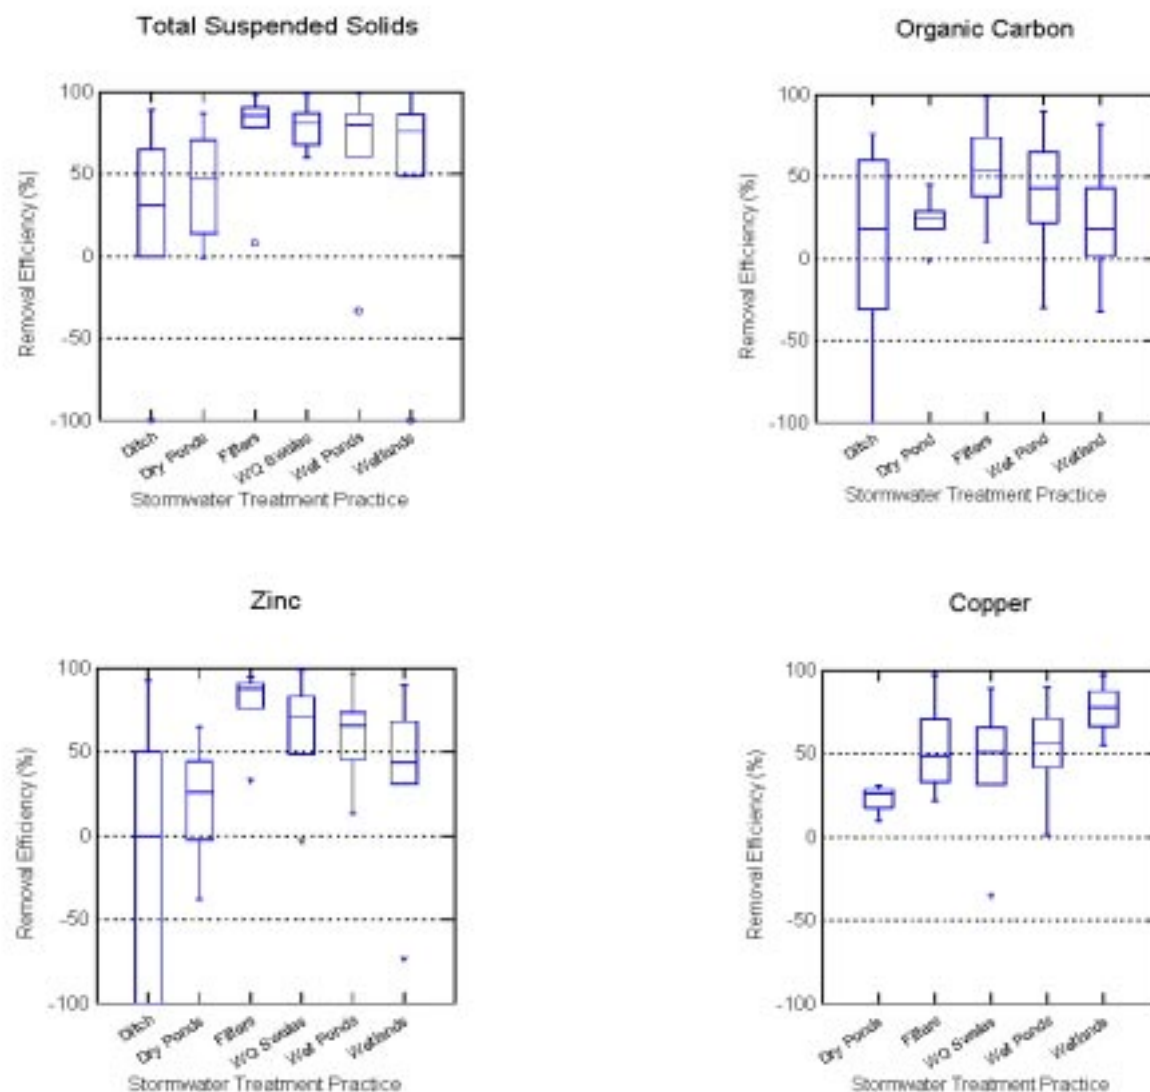 Total Suspended Solids
100
50
0
-50
-100
Removal Efficiency (%)
Ditch
Dry Ponds
Filters
WQ Swales
Wet Ponds
Wetlands
Stormwater Treatment Practice
Organic Carbon
100
50
0
-50
-100
Removal Efficiency (%)
Ditch
Dry Pond
Filters
Wet Pond
Wetland
Stormwater Treatment Practice
Zinc
100
50
0
-50
-100
Removal Efficiency (%)
Ditch
Dry Ponds
Filters
WQ Swales
Wet Ponds
Wetlands
Stormwater Treatment Practice
Copper
100
50
0
-50
-100
Removal Efficiency (%)
Dry Ponds
Filters
WQ Swales
Wet Ponds
Wetlands
Stormwater Treatment Practice